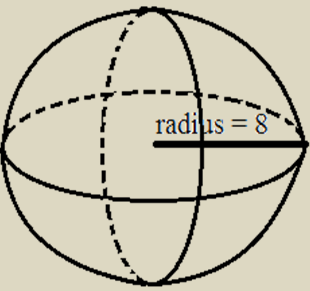 radius = 8